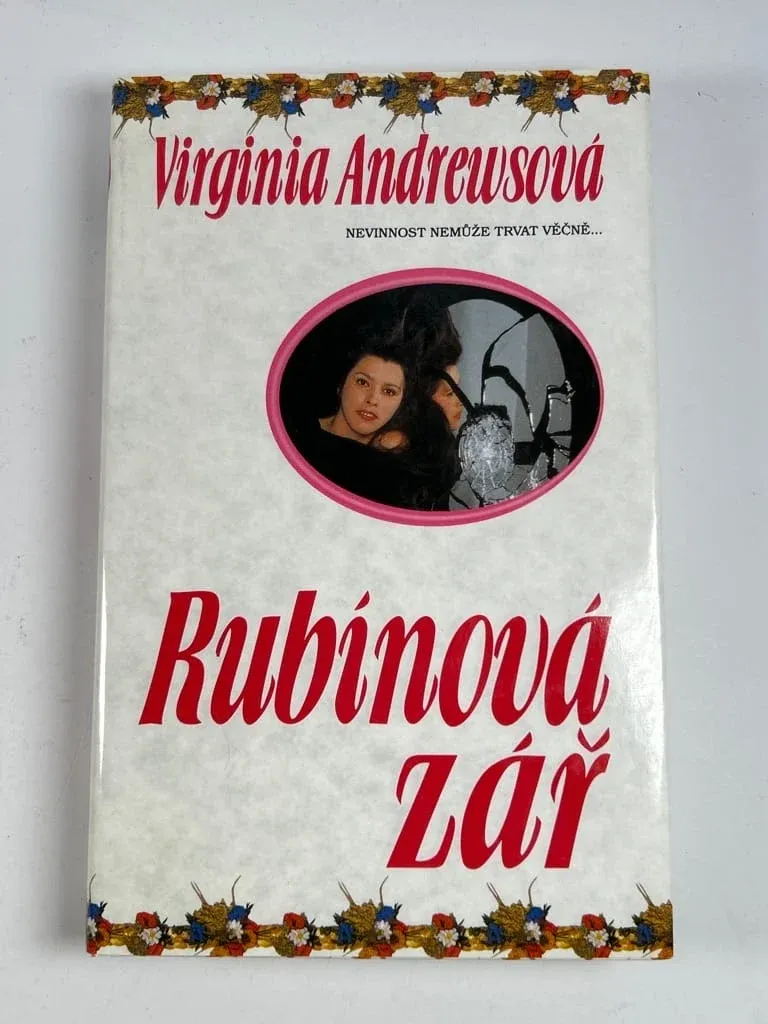 Virginia Andrewsová
NEVINNOST NEMŮŽE TRVAT VĚČNĚ...
Rubínová
zář